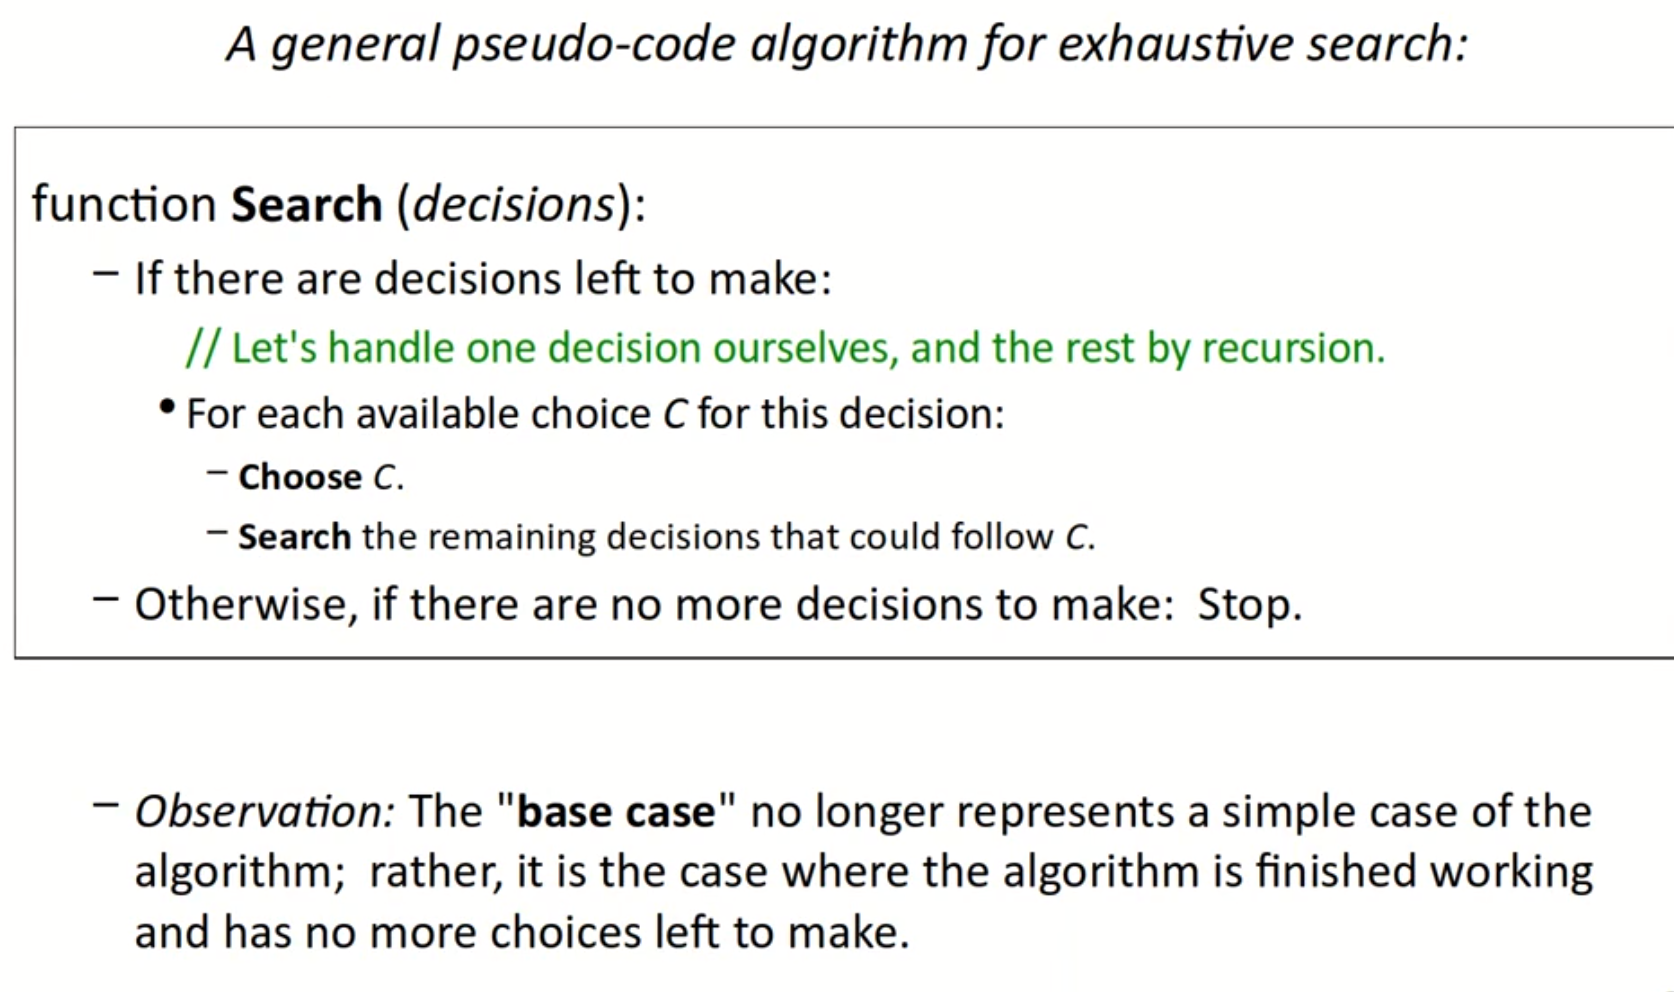 A general pseudo-code algorithm for exhaustive search:
function Search (decisions):
– If there are decisions left to make:
// Let's handle one decision ourselves, and the rest by recursion.
• For each available choice C for this decision:
– Choose C.
– Search the remaining decisions that could follow C.
– Otherwise, if there are no more decisions to make:  Stop.
– Observation: The "base case" no longer represents a simple case of the
algorithm;  rather, it is the case where the algorithm is finished working
and has no more choices left to make.